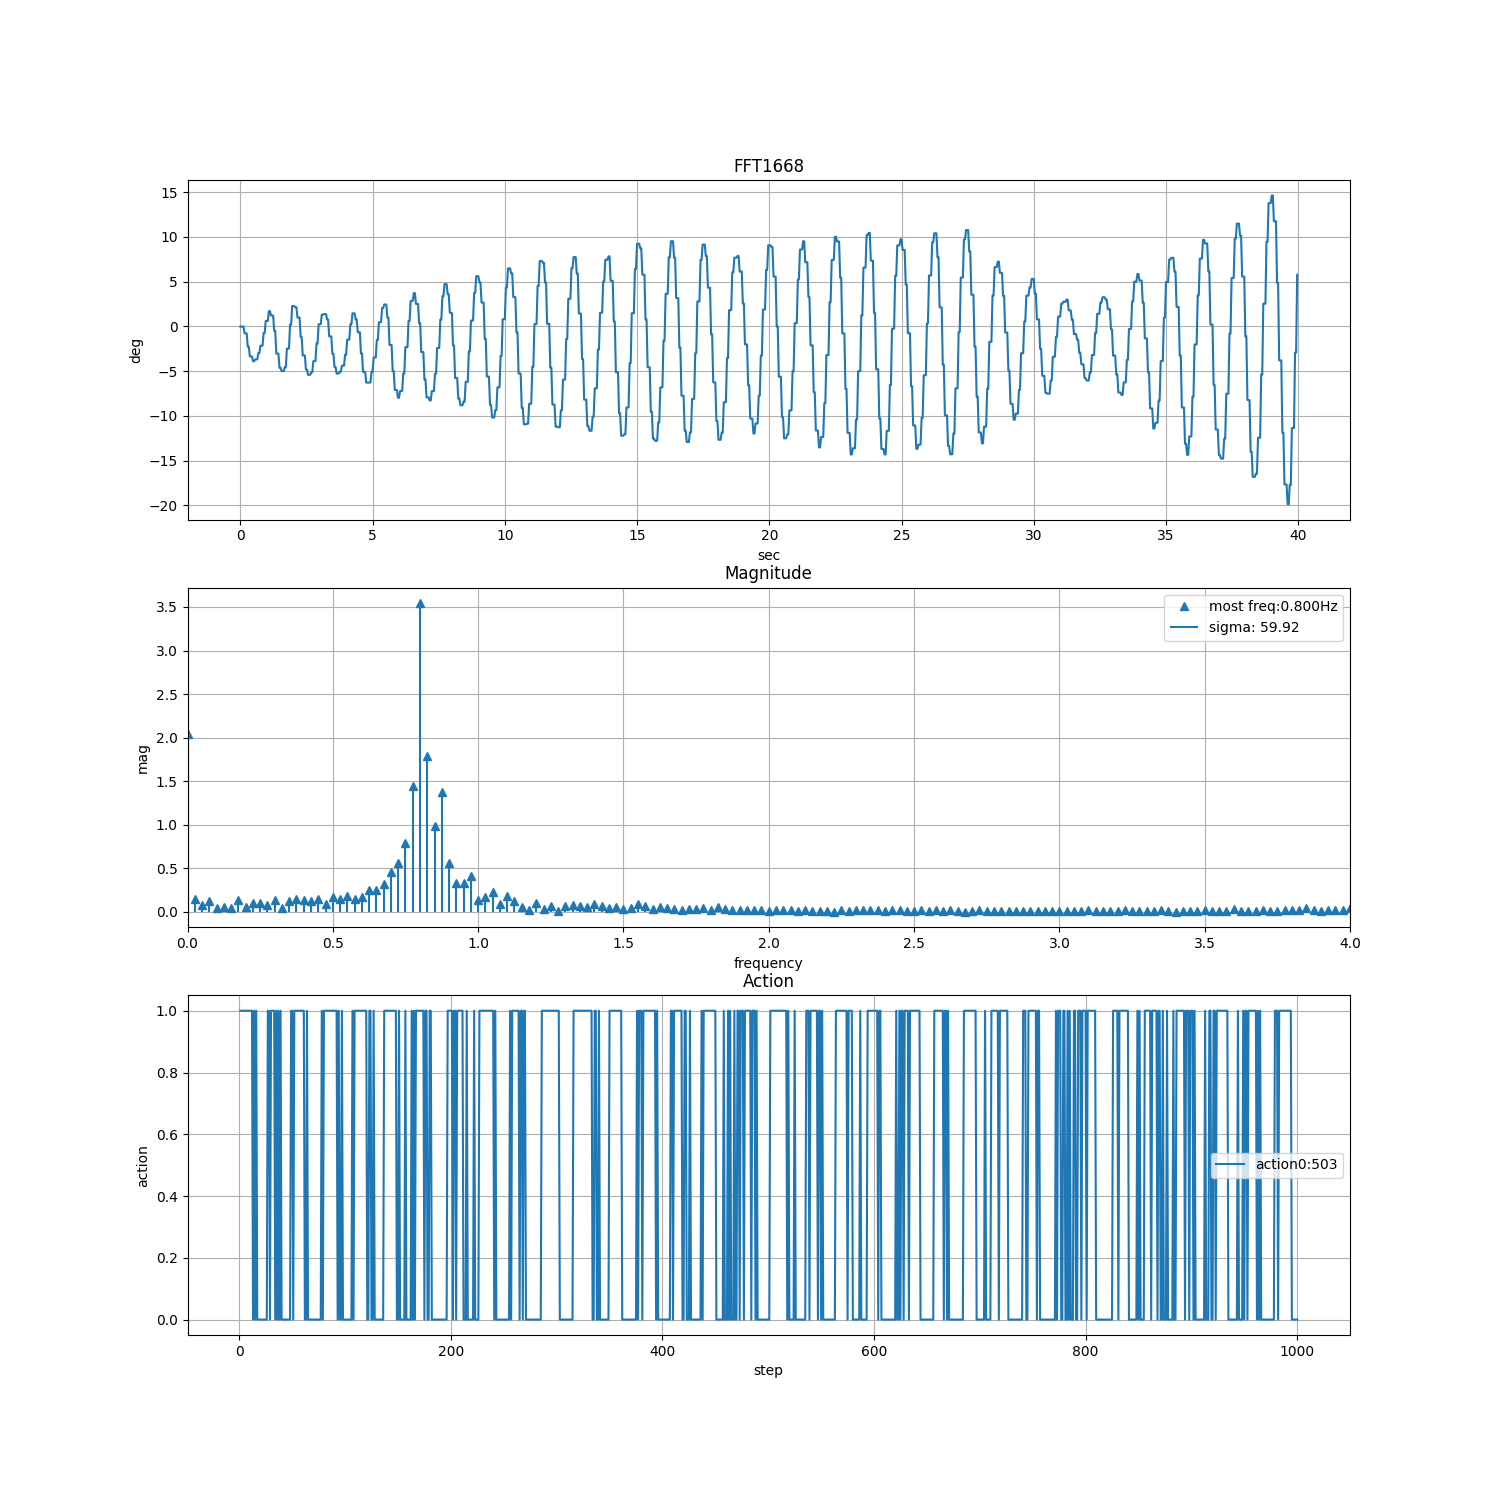 FFT1668
15
10
5
0
−5
−10
−15
−20
deg
0 5 10 15 20 25 30 35 40
sec
Magnitude
3.5
3.0
2.5
2.0
1.5
1.0
0.5
0.0
mag
most freq:0.800Hz
sigma: 59.92
0.0 0.5 1.0 1.5 2.0 2.5 3.0 3.5 4.0
frequency
Action
1.0
0.8
0.6
0.4
0.2
0.0
action
action0:503
0 200 400 600 800 1000
step